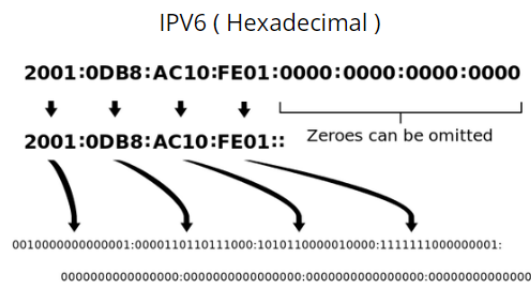 IPV6 ( Hexadecimal )
2001:0DB8:AC10:FE01:0000:0000:0000:0000
2001:0DB8:AC10:FE01::
Zeroes can be omitted
0010000000000001:0000110110111000:1010110000010000:1111111000000001:
0000000000000000:0000000000000000:0000000000000000:0000000000000000